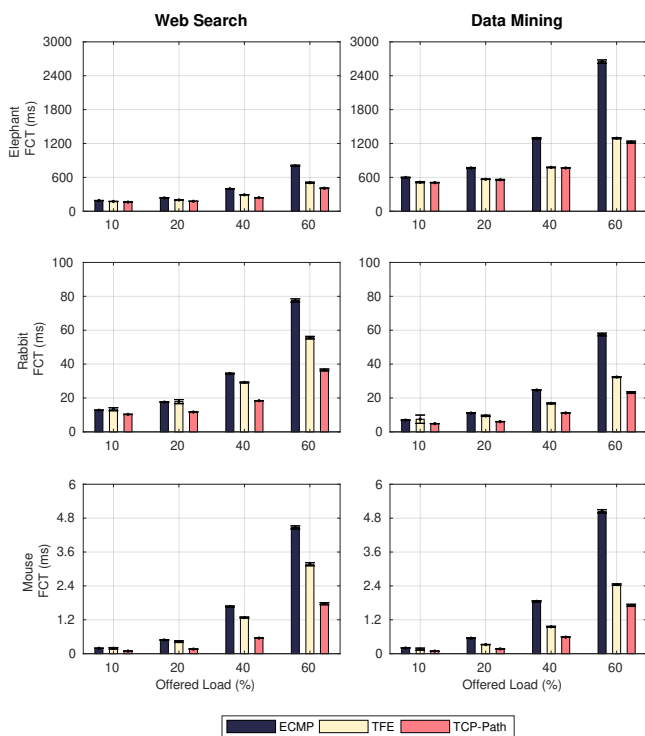 Web Search
Data Mining
Elephant
FCT (ms)
3000
2400
1800
1200
600
0
10 20 40 60
3000
2400
1800
1200
600
0
10 20 40 60
Rabbit
FCT (ms)
100
80
60
40
20
0
10 20 40 60
100
80
60
40
20
0
10 20 40 60
Mouse
FCT (ms)
6
4.8
3.6
2.4
1.2
0
10 20 40 60
Offered Load (%)
6
4.8
3.6
2.4
1.2
0
10 20 40 60
Offered Load (%)
ECMP TFE TCP-Path